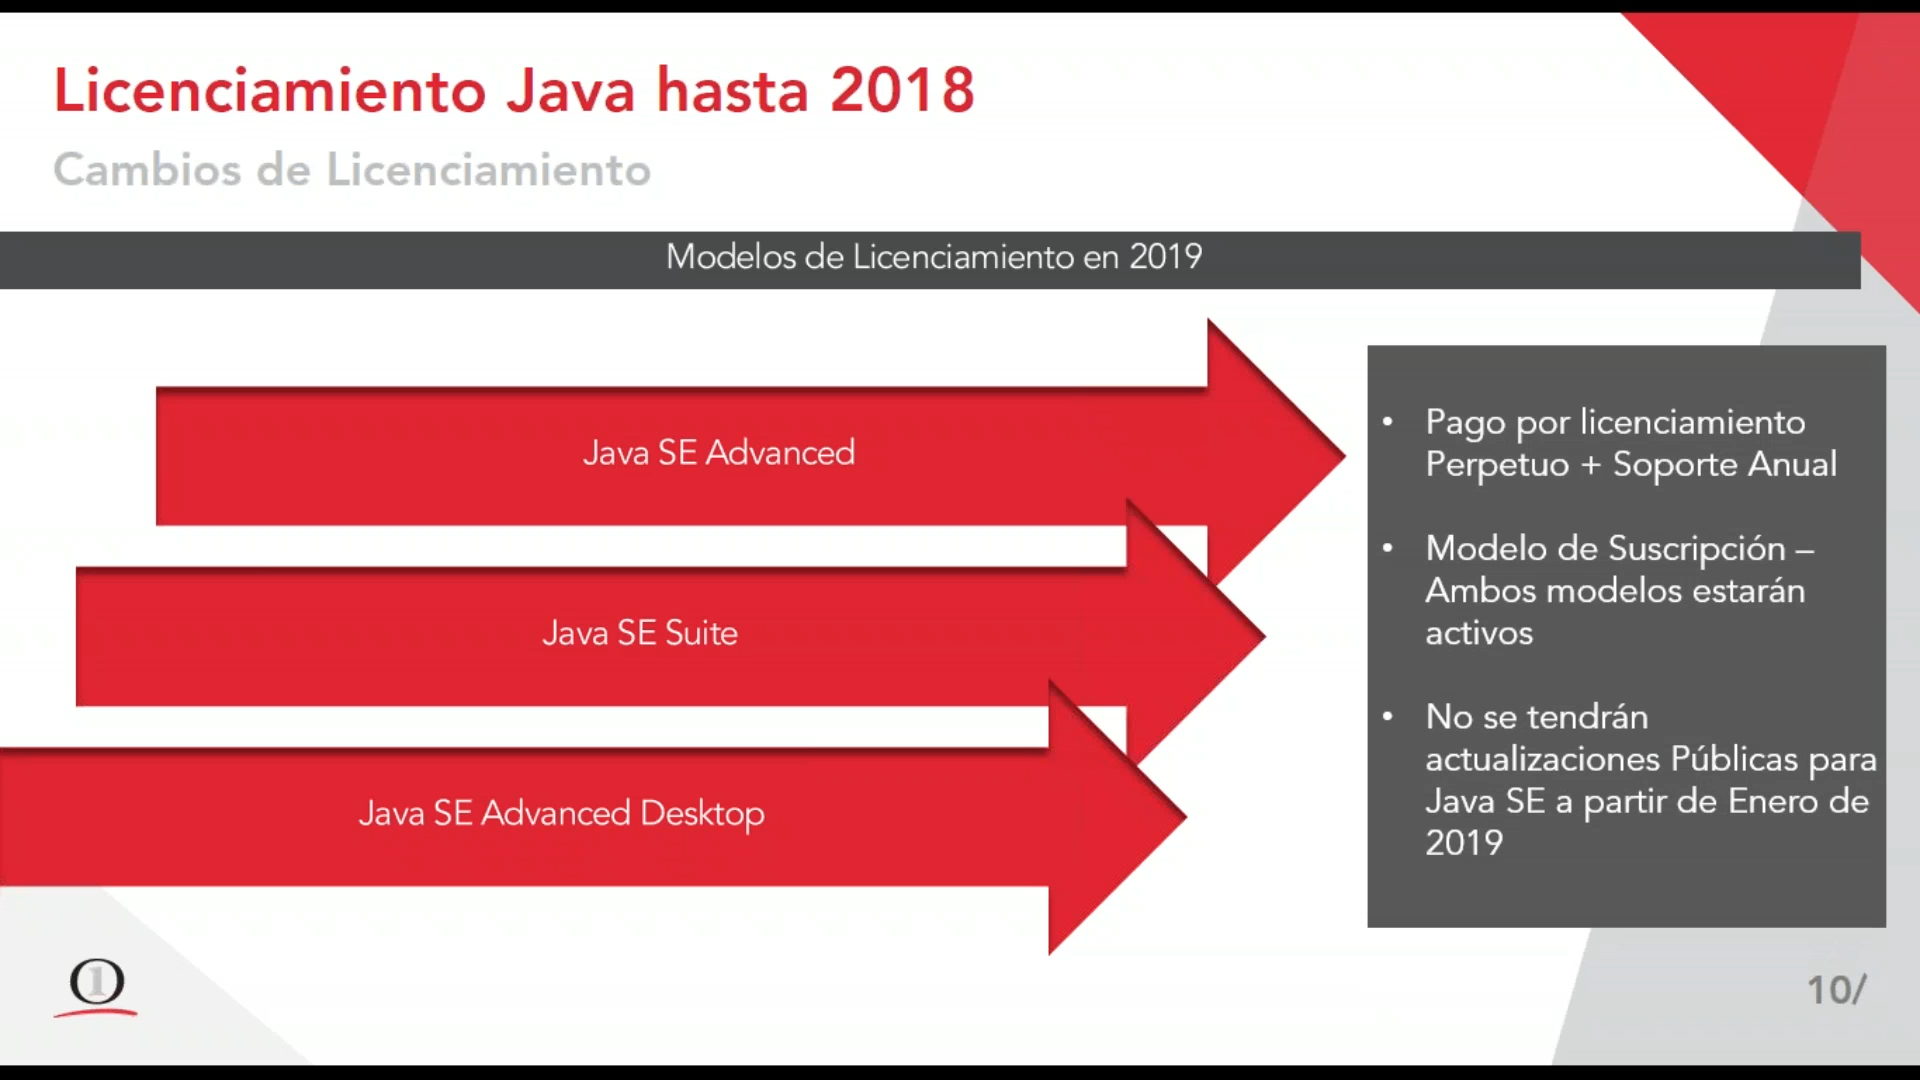 Licenciamiento Java hasta 2018
Cambios de Licenciamiento
Modelos de Licenciamiento en 2019
Java SE Advanced
Java SE Suite
Java SE Advanced Desktop
• Pago por licenciamiento
Perpetuo + Soporte Anual
• Modelo de Suscripción –
Ambos modelos estarán
activos
• No se tendrán
actualizaciones Públicas para
Java SE a partir de Enero de
2019
1
10/